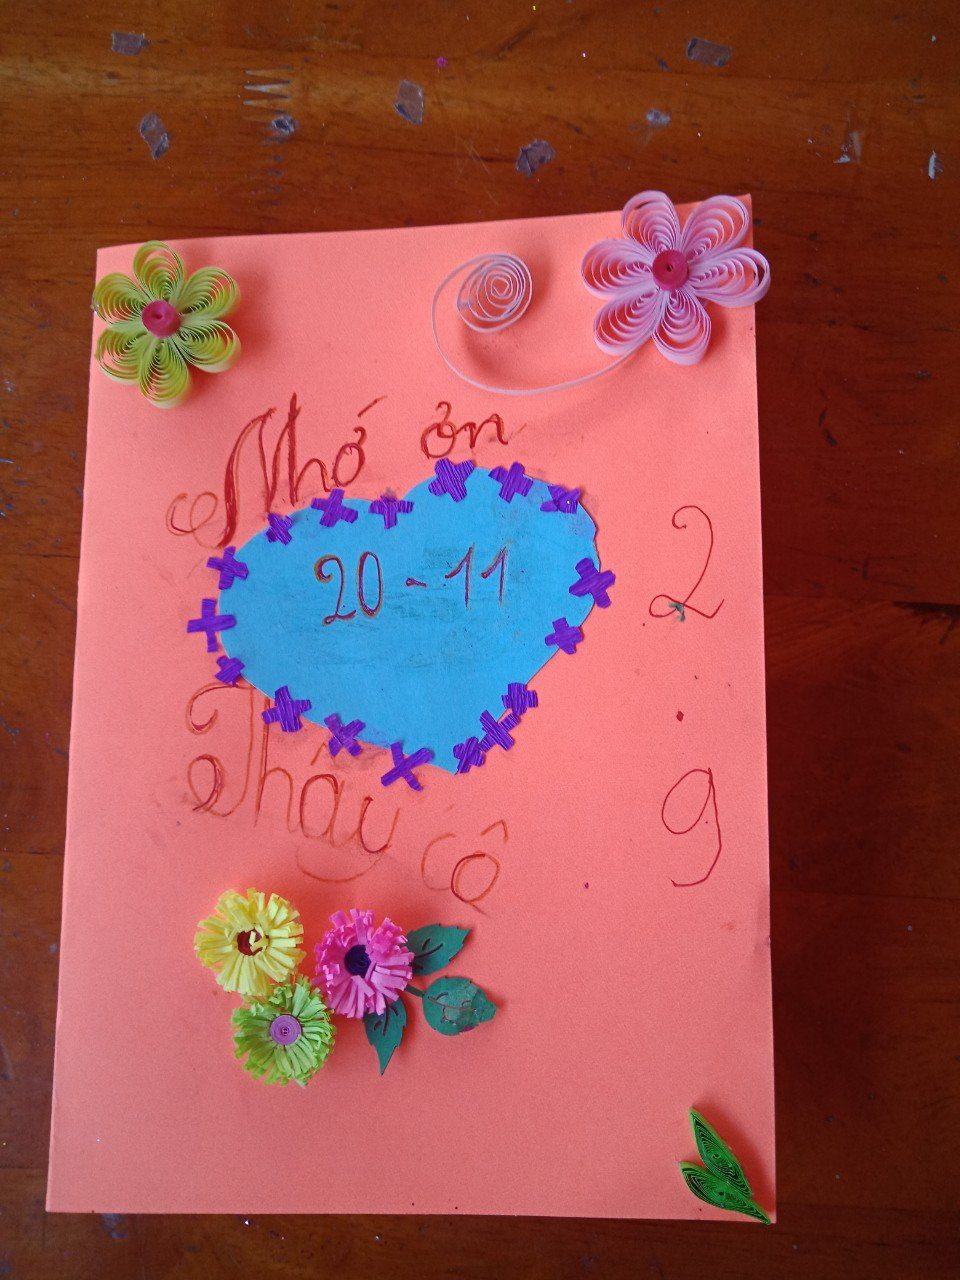 Nhớ ơn
20-11
Thầy cô
2
.
9